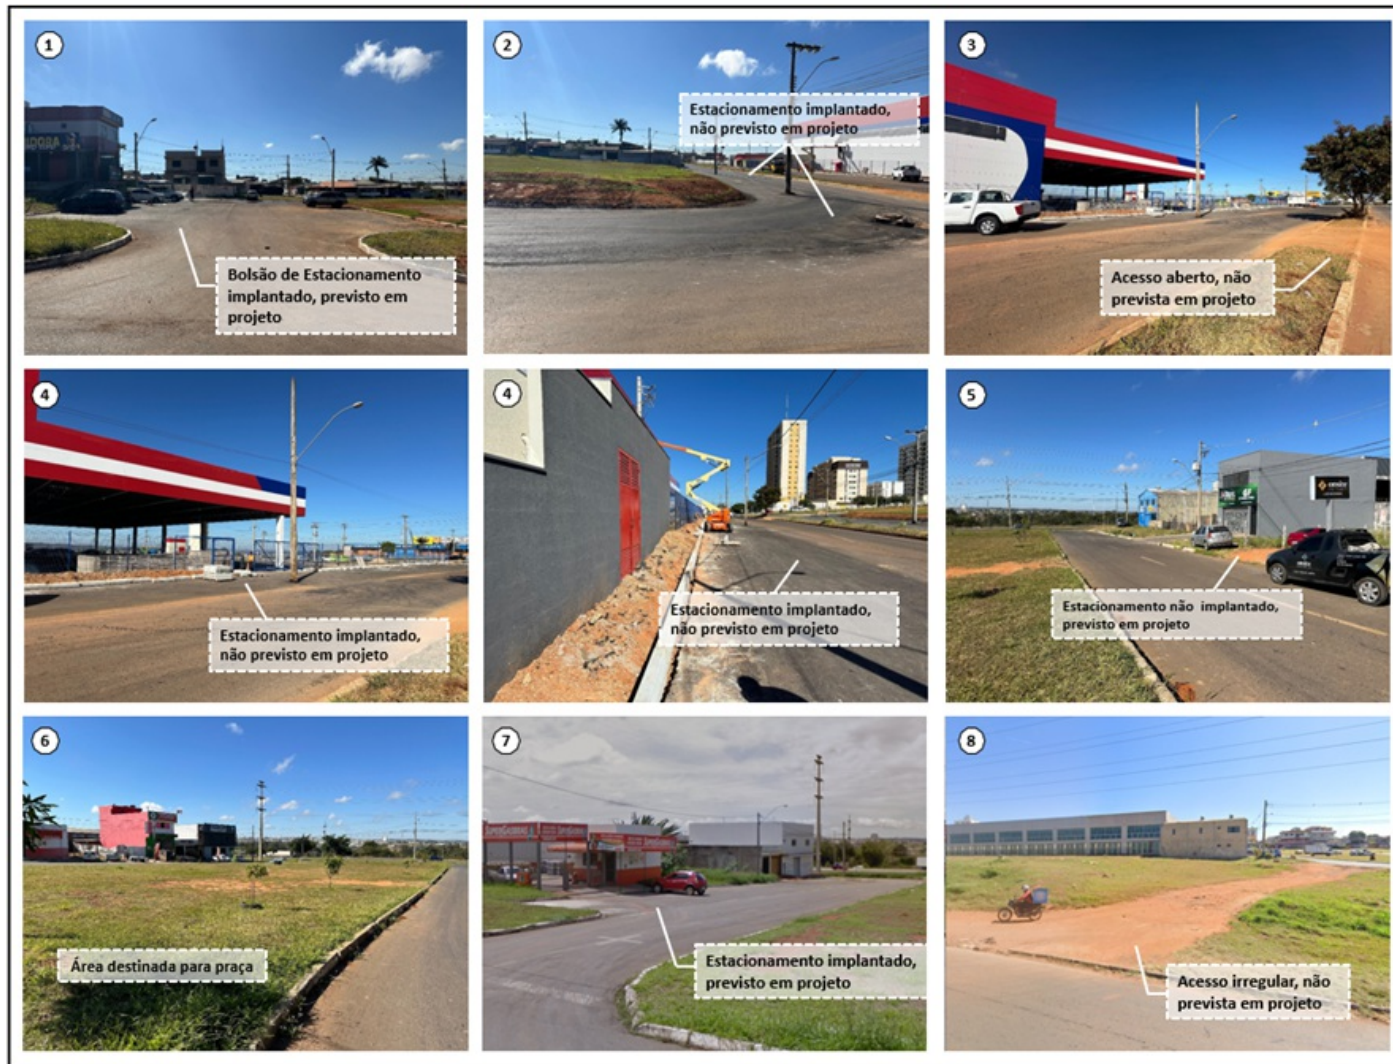 1
DORA
Bolsão de Estacionamento
implantado, previsto em
projeto
2
Estacionamento implantado,
não previsto em projeto
3
Acesso aberto, não
prevista em projeto
4
Estacionamento implantado,
não previsto em projeto
4
Estacionamento implantado,
não previsto em projeto
5
Estacionamento não implantado,
previsto em projeto
6
Área destinada para praça
7
Estacionamento implantado,
previsto em projeto
8
Acesso irregular, não
prevista em projeto